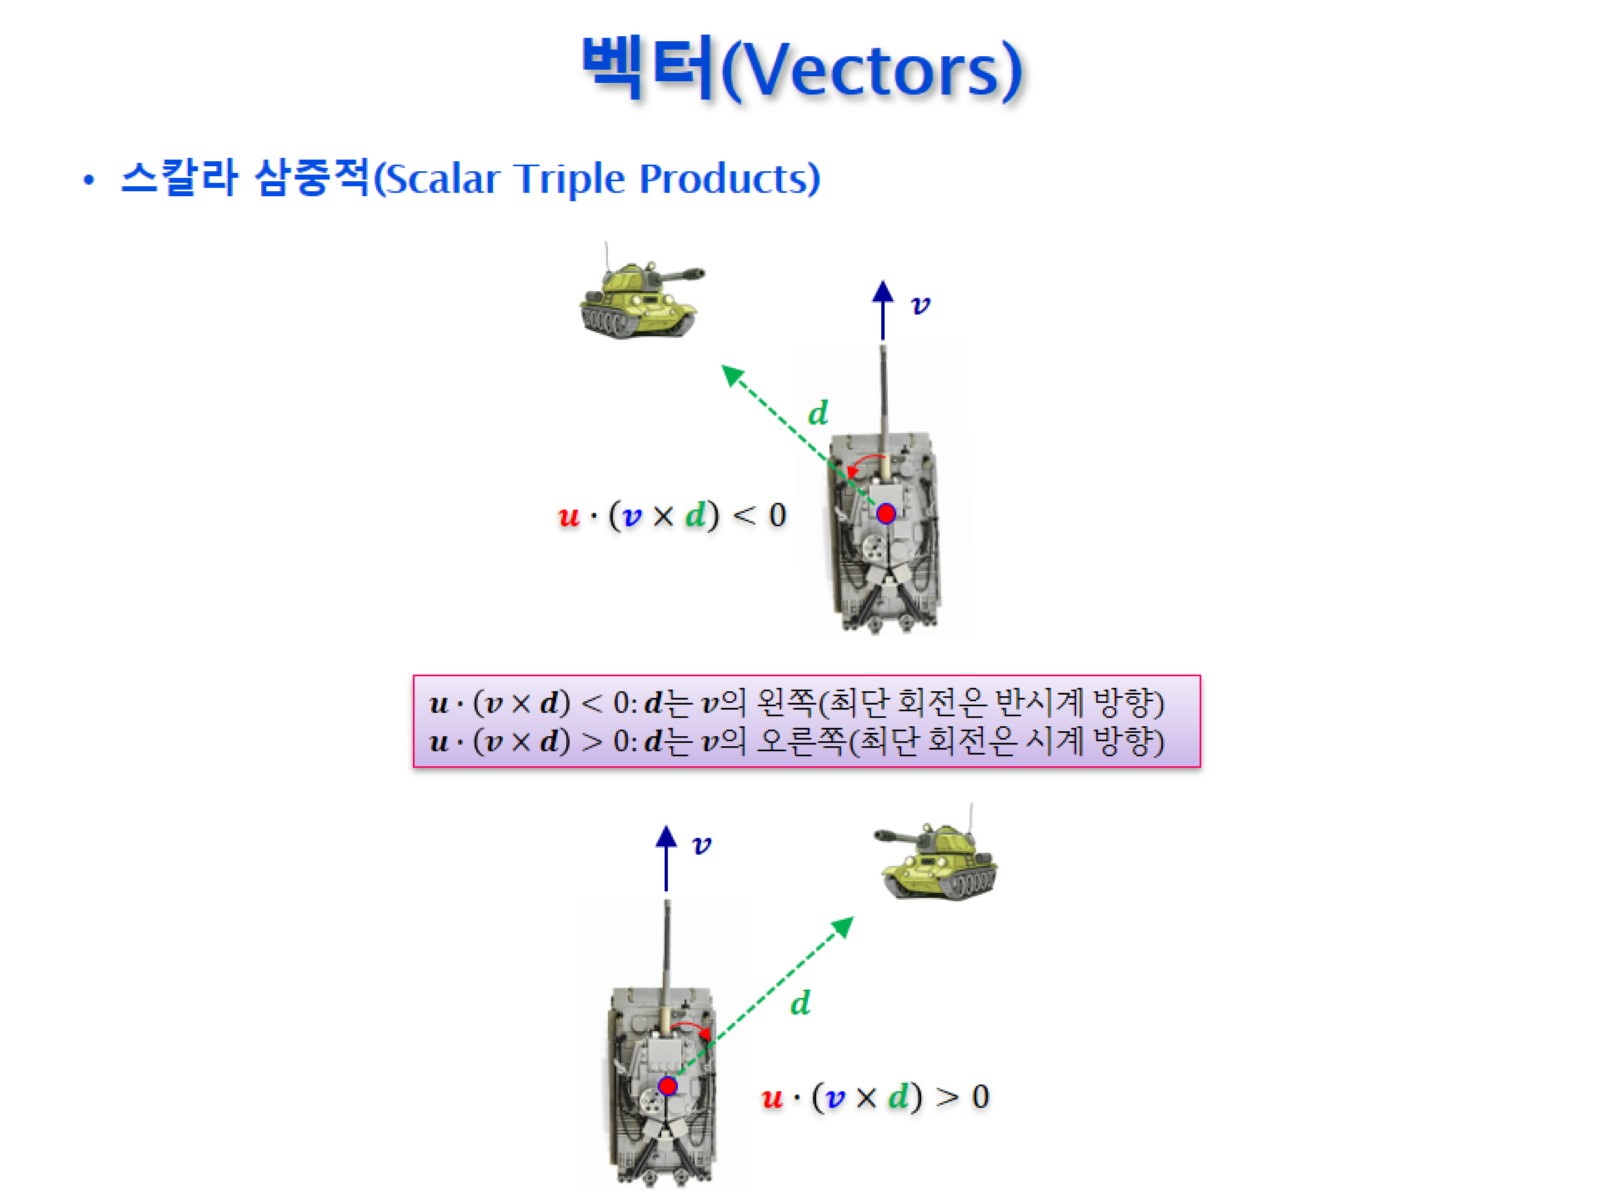 벡터(Vectors)
• 스칼라 삼중적(Scalar Triple Products)
v
d
u · (v × d) < 0
u · (v × d) < 0: d는 v의 왼쪽(최단 회전은 반시계 방향)
u · (v × d) > 0: d는 v의 오른쪽(최단 회전은 시계 방향)
v
d
u · (v × d) > 0